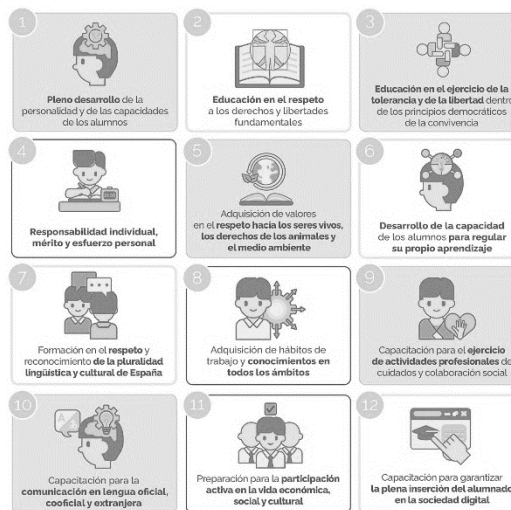 1
Pleno desarrollo de la
personalidad y de las capacidades
de los alumnos
2
Educación en el respeto
a los derechos y libertades
fundamentales
3
Educación en el ejercicio de la
tolerancia y de la libertad dentro
de los principios democráticos
de la convivencia
4
Responsabilidad individual,
mérito y esfuerzo personal
5
Adquisición de valores
en el respeto hacia los seres vivos,
los derechos de los animales y
el medio ambiente
6
Desarrollo de la capacidad
de los alumnos para regular
su propio aprendizaje
7
Formación en el respeto y
reconocimiento de la pluralidad
lingüística y cultural de España
8
Adquisición de hábitos de
trabajo y conocimientos en
todos los ámbitos
9
Capacitación para el ejercicio
de actividades profesionales de
cuidados y colaboración social
10
A
Capacitación para la
comunicación en lengua oficial,
cooficial y extranjera
11
Preparación para la participación
activa en la vida económica,
social y cultural
12
Capacitación para garantizar
la plena inserción del alumnado
en la sociedad digital